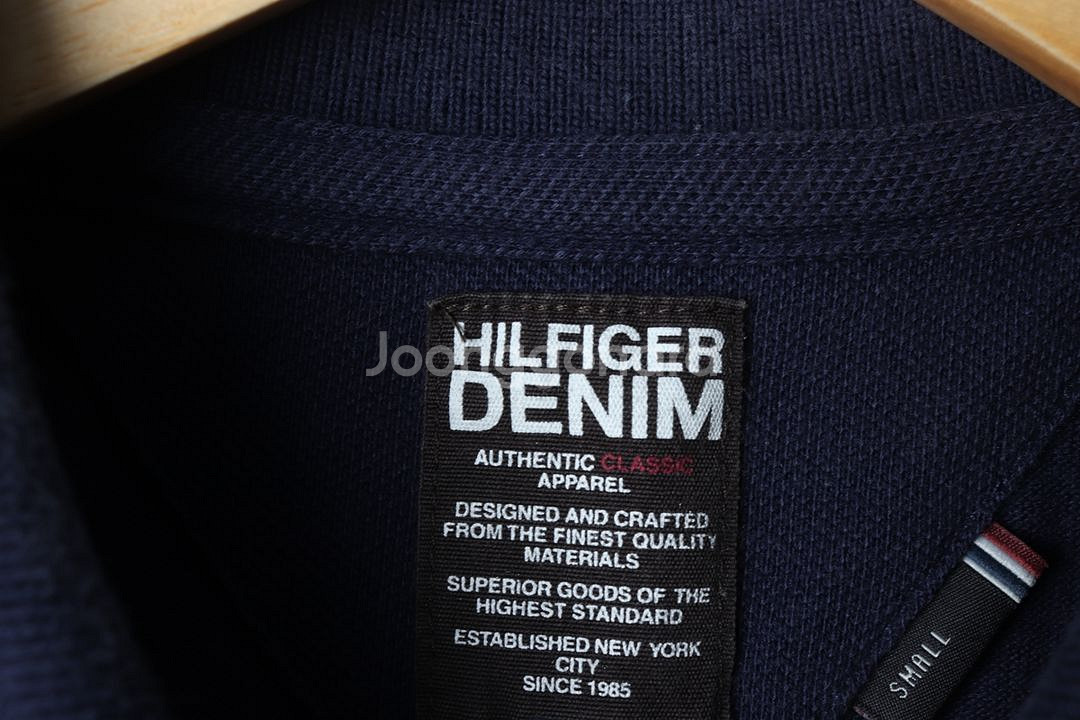 HILFIGER
DENIM
AUTHENTIC CLASSIC
APPAREL
DESIGNED AND CRAFTED
FROM THE FINEST QUALITY
MATERIALS
SUPERIOR GOODS OF THE
HIGHEST STANDARD
ESTABLISHED NEW YORK
CITY
SINCE 1985
SMALL